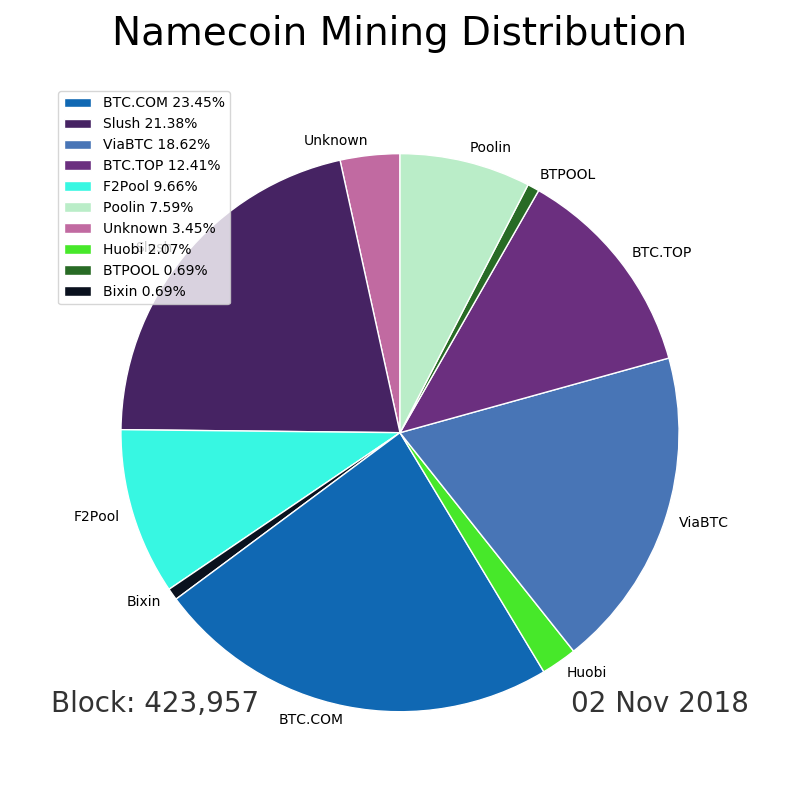 Namecoin Mining Distribution
BTC.COM 23.45%
Slush 21.38%
ViaBTC 18.62%
BTC.TOP 12.41%
F2Pool 9.66%
Poolin 7.59%
Unknown 3.45%
Huobi 2.07%
BTPOOL 0.69%
Bixin 0.69%
Unknown
Poolin
BTPOOL
BTC.TOP
Slush
ViaBTC
F2Pool
Bixin
Huobi
BTC.COM
Block: 423,957
02 Nov 2018